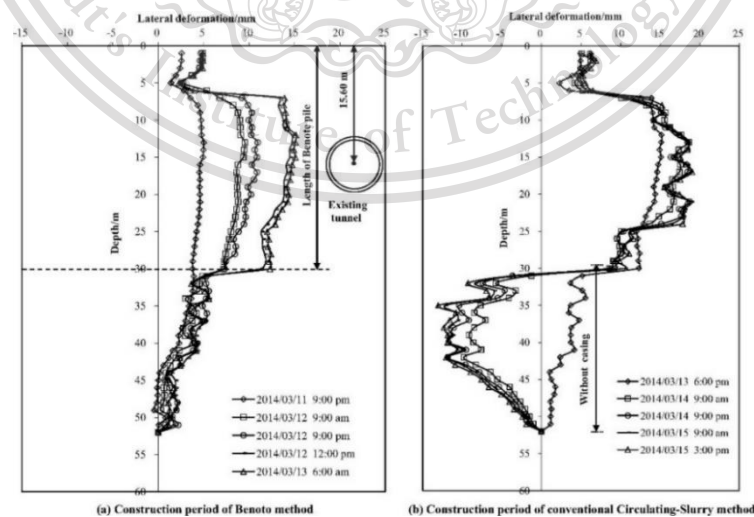 's Institute of Technology
Lateral deformation/mm
-15 -10 -5 0 5 10 15 20 25
0
5
10
15
20
25
30
35
40
45
50
55
60
Depth/m
Length of Benote pile
15.60 m
Existing
tunnel
2014/03/11 9:00 pm
2014/03/12 9:00 am
2014/03/12 9:00 pm
2014/03/12 12:00 pm
2014/03/13 6:00 am
(a) Construction period of Benoto method
Lateral deformation/mm
-15 -10 -5 0 5 10 15 20 25
0
5
10
15
20
25
30
35
40
45
50
55
60
Depth/m
Without casing
2014/03/13 6:00 pm
2014/03/14 9:00 am
2014/03/14 9:00 pm
2014/03/15 9:00 am
2014/03/15 3:00 pm
(b) Construction period of conventional Circulating-Slurry method